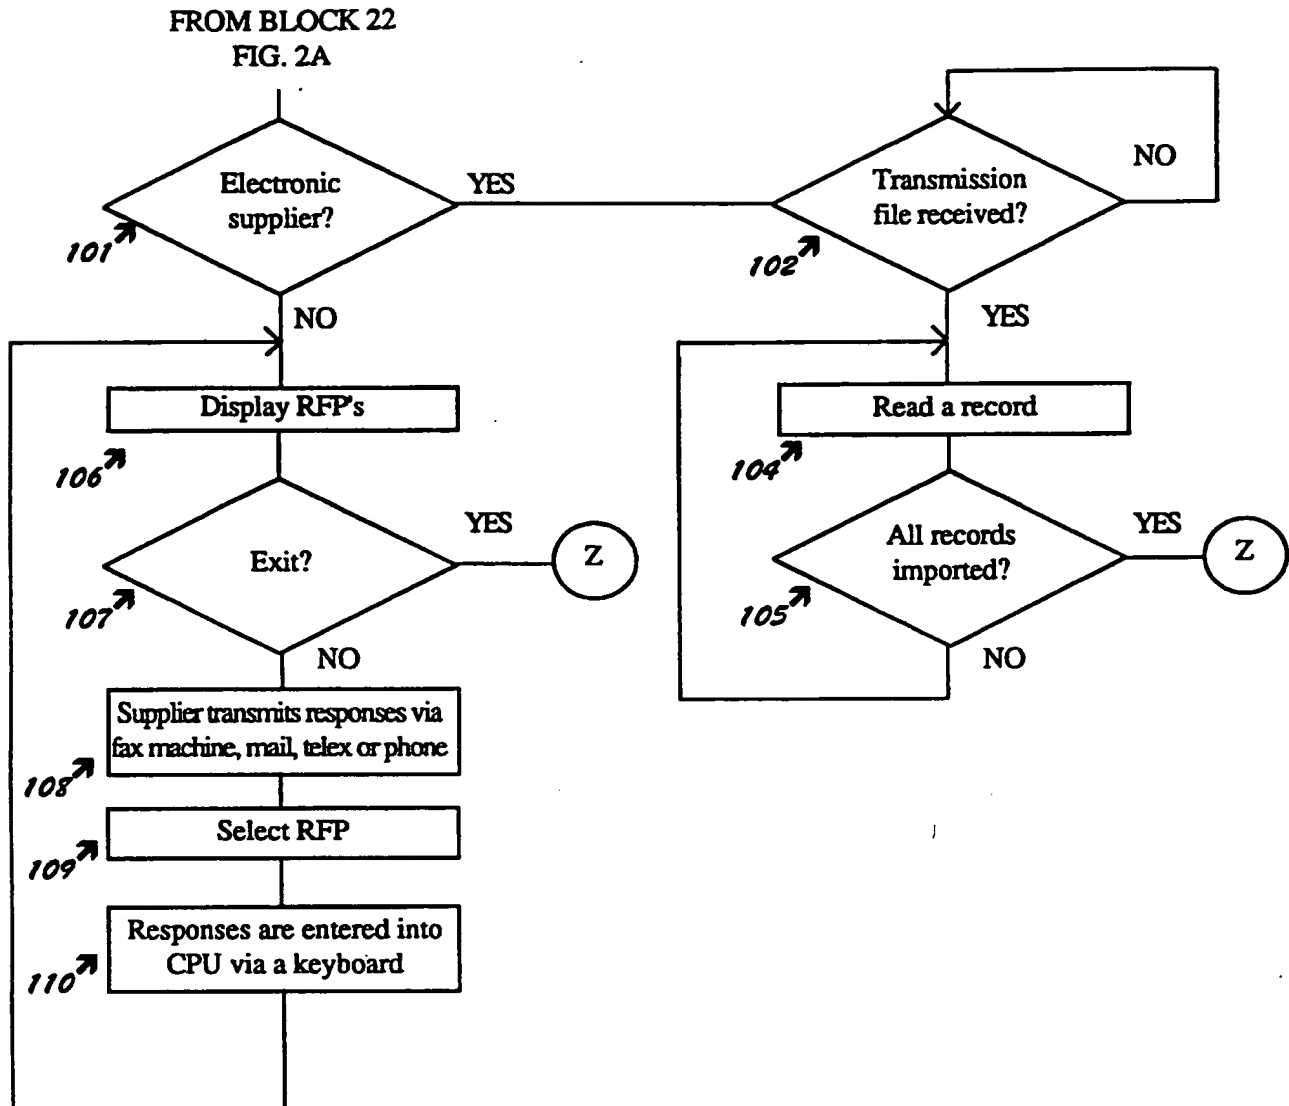 FROM BLOCK 22
FIG. 2A
Electronic
supplier?
YES
101
NO
Transmission
file received?
NO
102
YES
Display RFP's
106
Read a record
104
Exit?
YES
Z
107
NO
All records
imported?
YES
Z
105
NO
Supplier transmits responses via
fax machine, mail, telex or phone
108
Select RFP
109
Responses are entered into
CPU via a keyboard
110